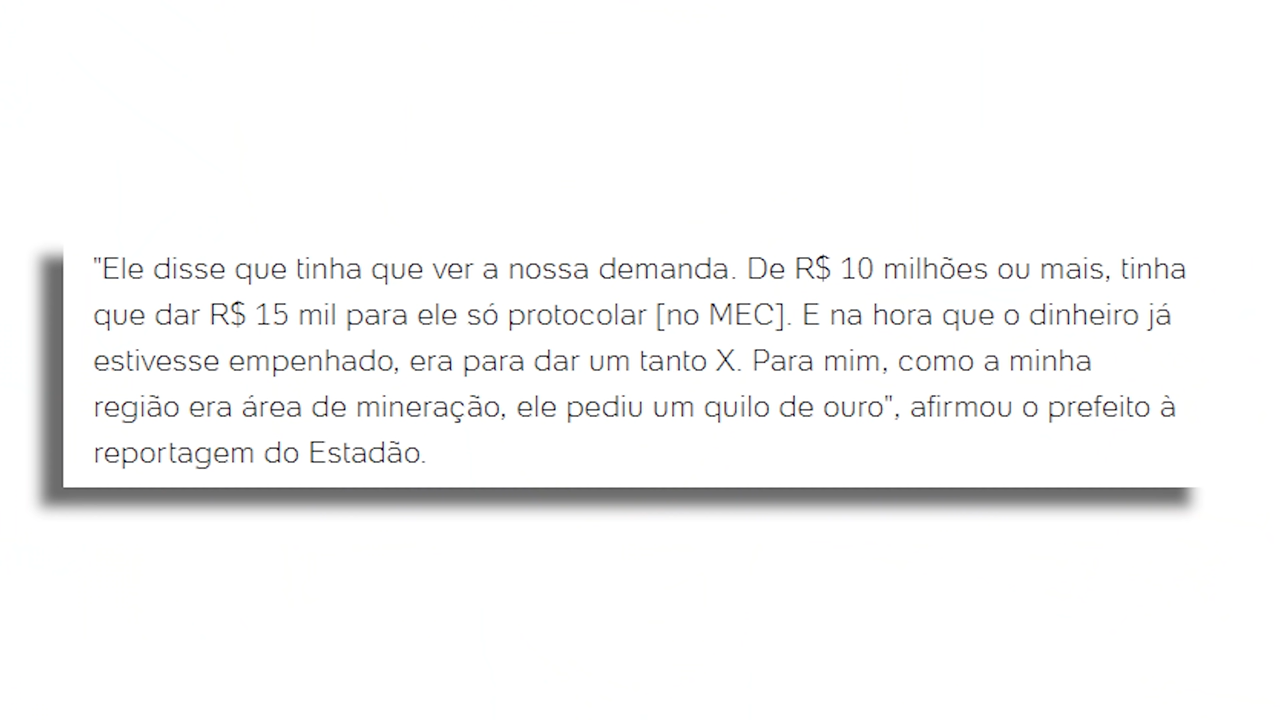 "Ele disse que tinha que ver a nossa demanda. De R$ 10 milhões ou mais, tinha
que dar R$ 15 mil para ele só protocolar [no MEC]. E na hora que o dinheiro já
estivesse empenhado, era para dar um tanto X. Para mim, como a minha
região era área de mineração, ele pediu um quilo de ouro", afirmou o prefeito à
reportagem do Estadão.